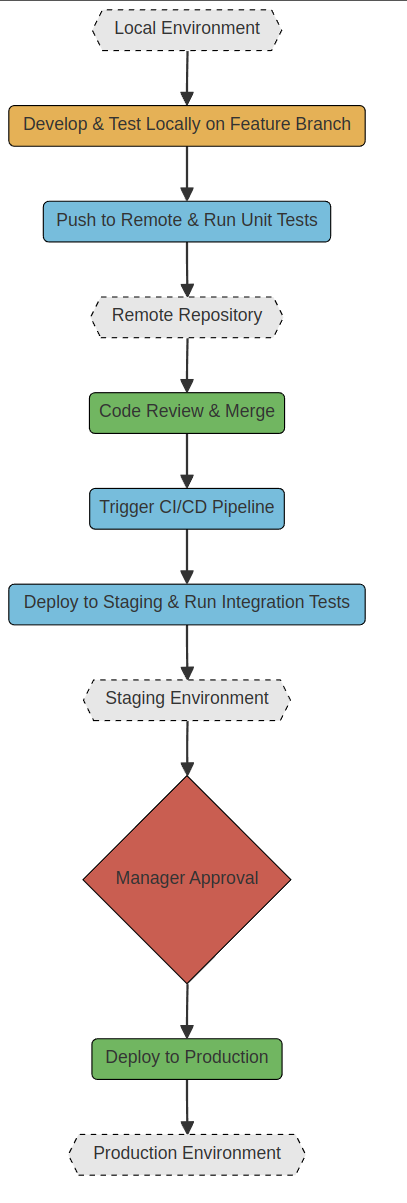 Local Environment
Develop & Test Locally on Feature Branch
Push to Remote & Run Unit Tests
Remote Repository
Code Review & Merge
Trigger CI/CD Pipeline
Deploy to Staging & Run Integration Tests
Staging Environment
Manager Approval
Deploy to Production
Production Environment